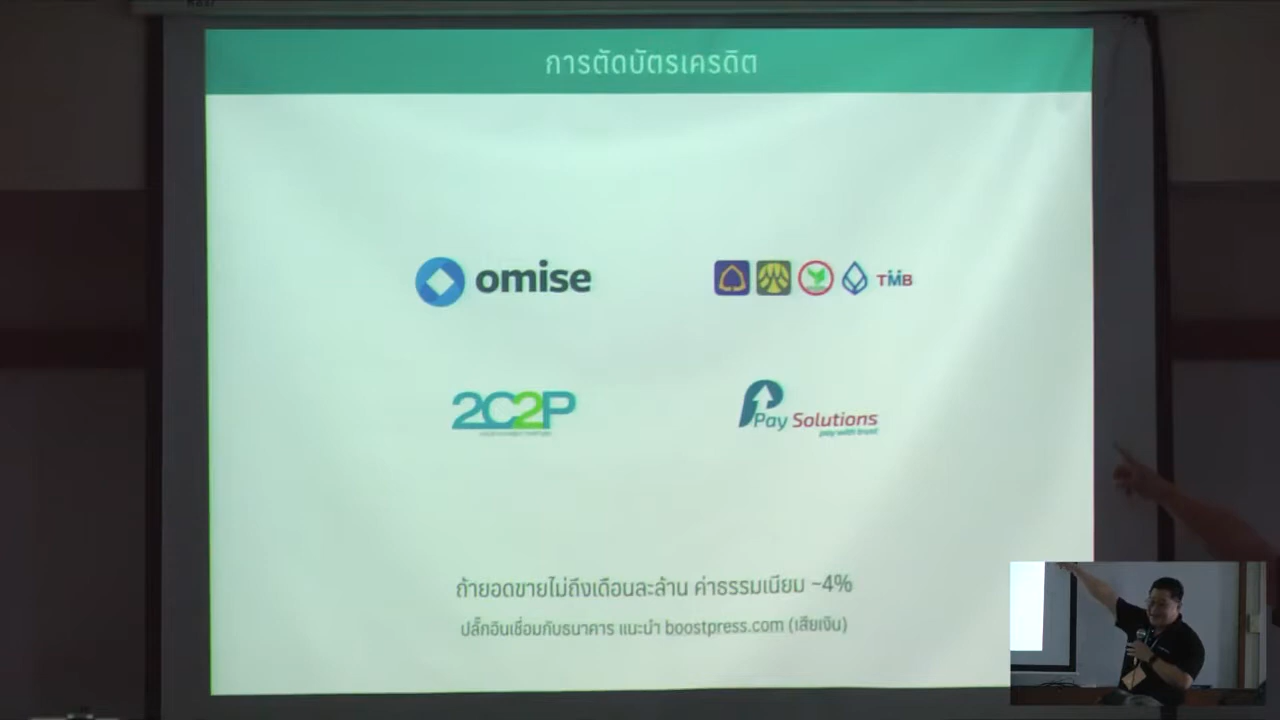 การตัดบัตรเครดิต
omise
TMB
2C2P
Pay Solutions
pay with trust
ถ้ายอดขายไม่ถึงเดือนละล้าน ค่าธรรมเนียม ~4%
ปลั๊กอินเชื่อมกับธนาคาร แนะนำ boostpress.com (เสียเงิน)